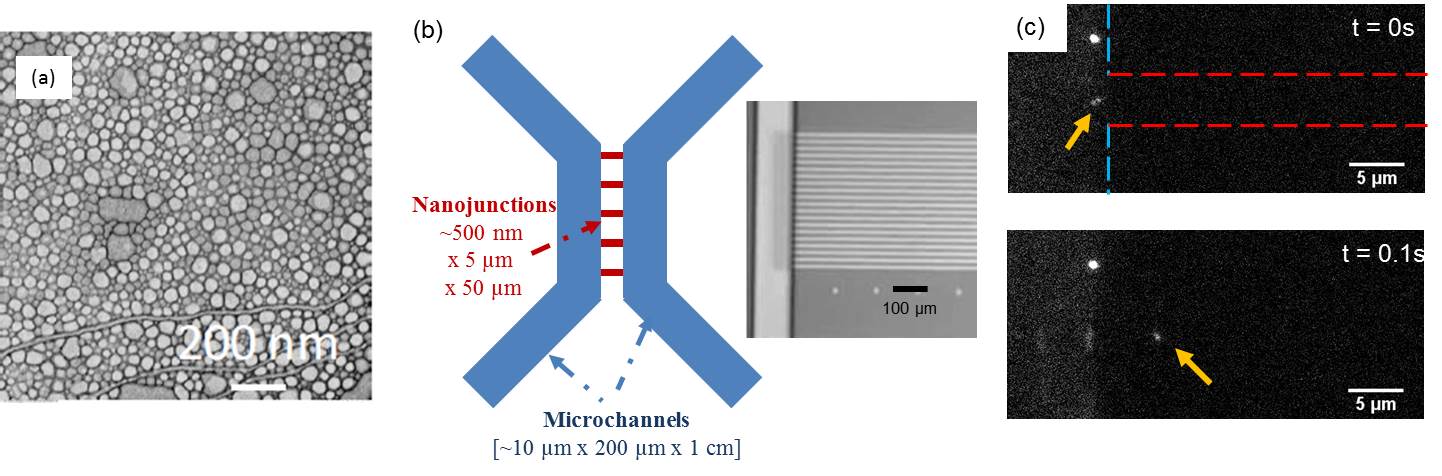 (a)
200 nm
(b)
Nanojunctions
~500 nm
x 5 µm
x 50 µm
Microchannels
[~10 µm x 200 µm x 1 cm]
100 µm
(c)
t = 0s
5 µm
t = 0.1s
5 µm